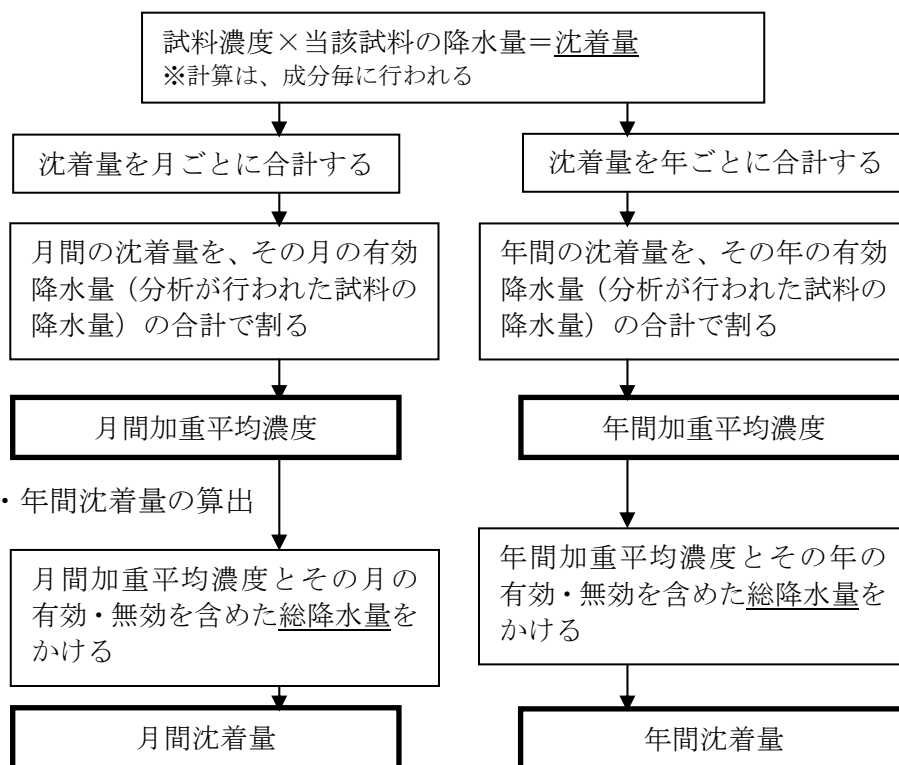 試料濃度×当該試料の降水量＝沈着量
※計算は、成分毎に行われる
沈着量を月ごとに合計する
沈着量を年ごとに合計する
月間の沈着量を、その月の有効
降水量（分析が行われた試料の
降水量）の合計で割る
年間の沈着量を、その年の有効
降水量（分析が行われた試料の
降水量）の合計で割る
月間加重平均濃度
年間加重平均濃度
・年間沈着量の算出
月間加重平均濃度とその月の
有効・無効を含めた総降水量を
かける
年間加重平均濃度とその年の
有効・無効を含めた総降水量を
かける
月間沈着量
年間沈着量